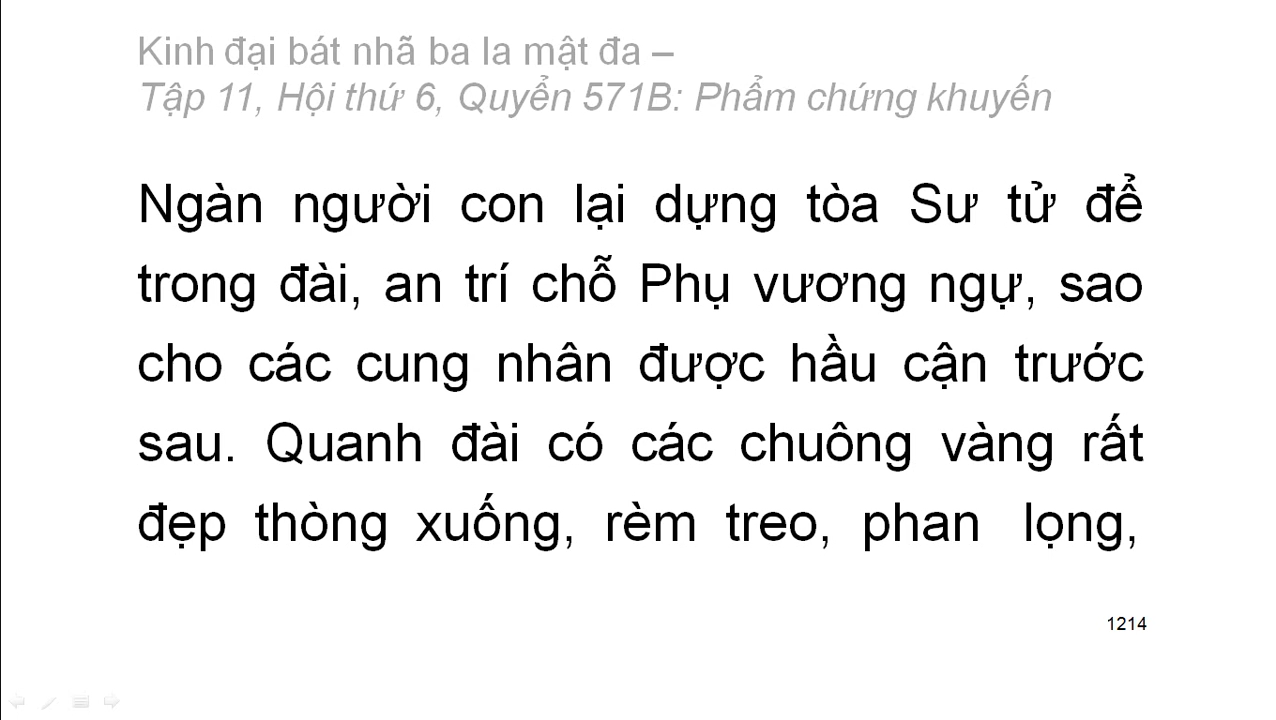 Kinh đại bát nhã ba la mật đa –
Tập 11, Hội thứ 6, Quyển 571B: Phẩm chứng khuyến
Ngàn người con lại dựng tòa Sư tử để
trong đài, an trí chỗ Phụ vương ngự, sao
cho các cung nhân được hầu cận trước
sau. Quanh đài có các chuông vàng rất
đẹp thòng xuống, rèm treo, phan lọng,
1214